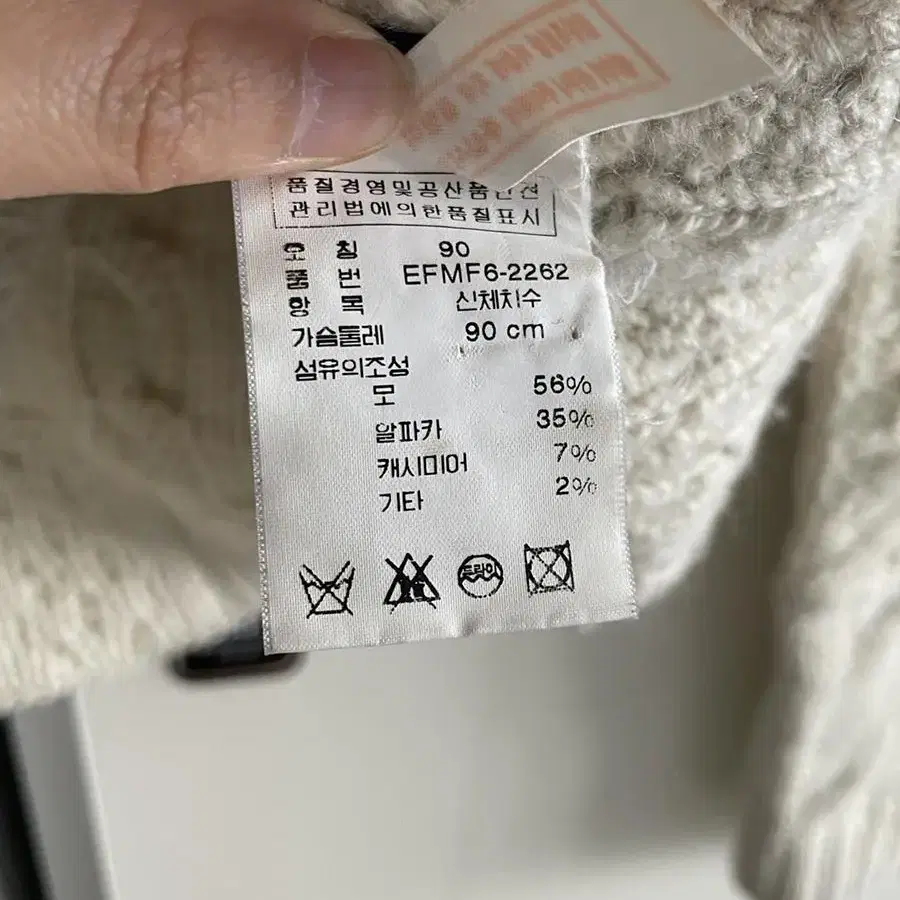 품질경영및공산품안전
관리법에의한품질표시
호 칭 90
품 번 EFMF6-2262
항 목 신체치수
가슴둘레 90 cm
섬유의조성
모 56%
알파카 35%
캐시미어 7%
기타 2%
드라이